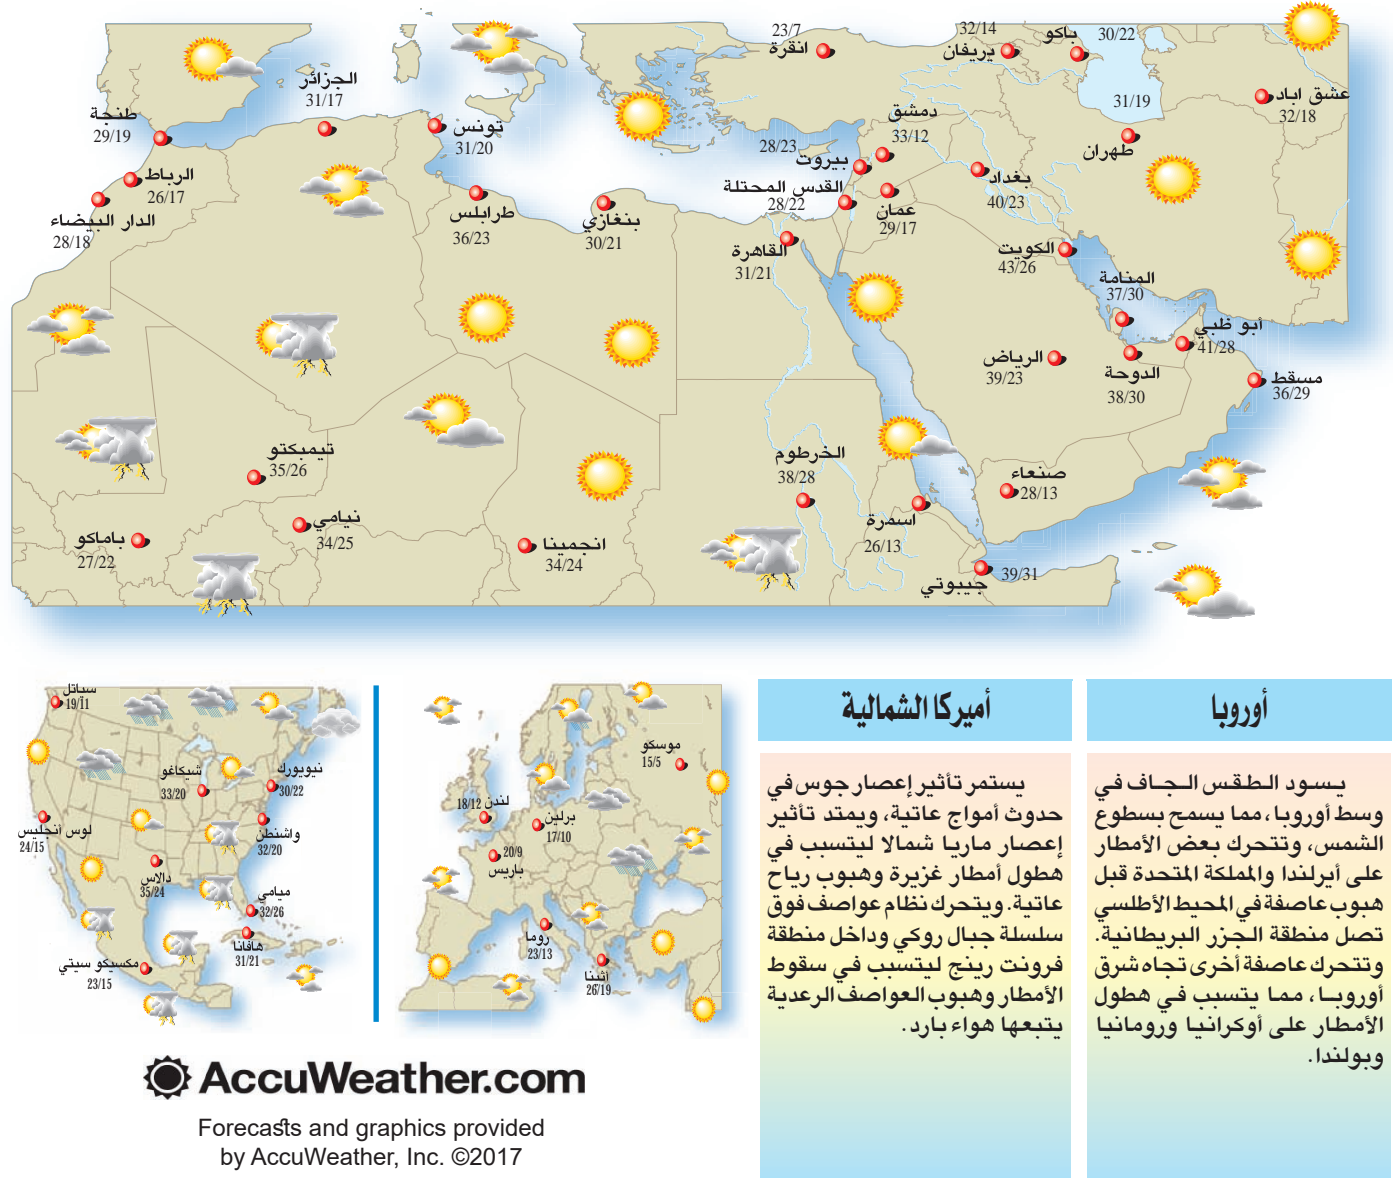 23/7
انقرة
32/14
يريفان
باكو
30/22
31/19
عشق اباد
32/18
طهران
الجزائر
31/17
طنجة
29/19
تونس
31/20
دمشق
33/12
28/23
بيروت
القدس المحتلة
28/22
عمان
29/17
بغداد
40/23
الرباط
26/17
الدار البيضاء
28/18
طرابلس
36/23
بنغازي
30/21
القاهرة
31/21
الكويت
43/26
المنامة
37/30
أبو ظبي
41/28
الرياض
39/23
الدوحة
38/30
مسقط
36/29
تيمبكتو
35/26
الخرطوم
38/28
صنعاء
28/13
باماكو
27/22
نيامي
34/25
انجمينا
34/24
اسمرة
26/13
جيبوتي
39/31
سياتل
19/11
شيكاغو
33/20
نيويورك
30/22
لوس أنجليس
24/15
واشنطن
32/20
دالاس
35/24
ميامي
32/26
هافانا
31/21
مكسيكو سيتي
23/15
موسكو
15/5
لندن 18/12
برلين
17/10
20/9
باريس
روما
23/13
أثينا
26/19
أوروبا
يسود الطقس الجاف في
وسط أوروبا، مما يسمح بسطوع
الشمس، وتتحرك بعض الأمطار
على أيرلندا والمملكة المتحدة قبل
هبوب عاصفة في المحيط الأطلسي
تصل منطقة الجزر البريطانية.
وتتحرك عاصفة أخرى تجاه شرق
أوروبا، مما يتسبب في هطول
الأمطار على أوكرانيا ورومانيا
وبولندا.
أميركا الشمالية
يستمر تأثير إعصار جوس في
حدوث أمواج عاتية، ويمتد تأثير
إعصار ماريا شمالا ليتسبب في
هطول أمطار غزيرة وهبوب رياح
عاتية. ويتحرك نظام عواصف فوق
سلسلة جبال روكي وداخل منطقة
فرونت رينج ليتسبب في سقوط
الأمطار وهبوب العواصف الرعدية
يتبعها هواء بارد.
AccuWeather.com
Forecasts and graphics provided
by AccuWeather, Inc. ©2017